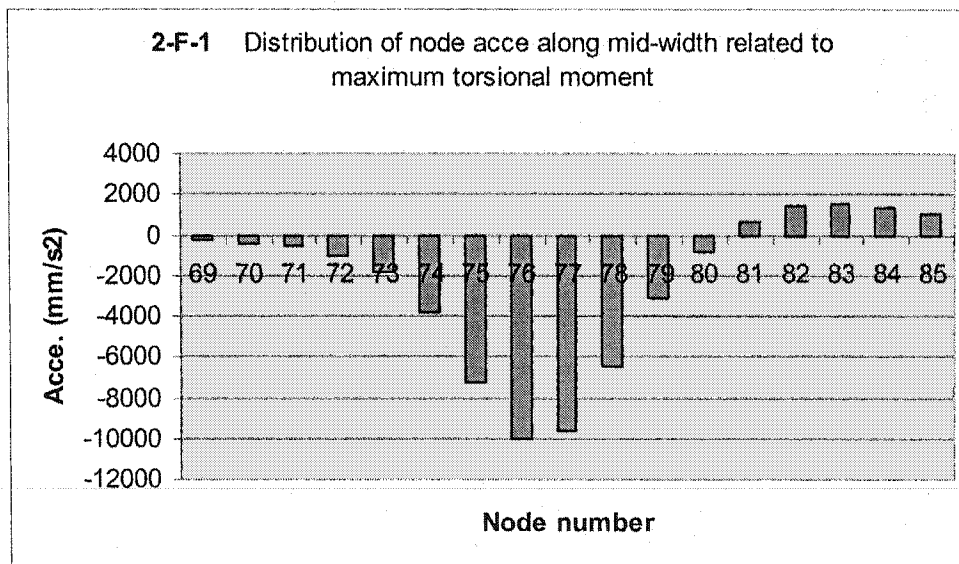 2-F-1 Distribution of node acce along mid-width related to
maximum torsional moment
Acce. (mm/s2)
4000
2000
0
-2000
-4000
-6000
-8000
-10000
-12000
69 70 71 72 73 74 75 76 77 78 79 80 81 82 83 84 85
Node number